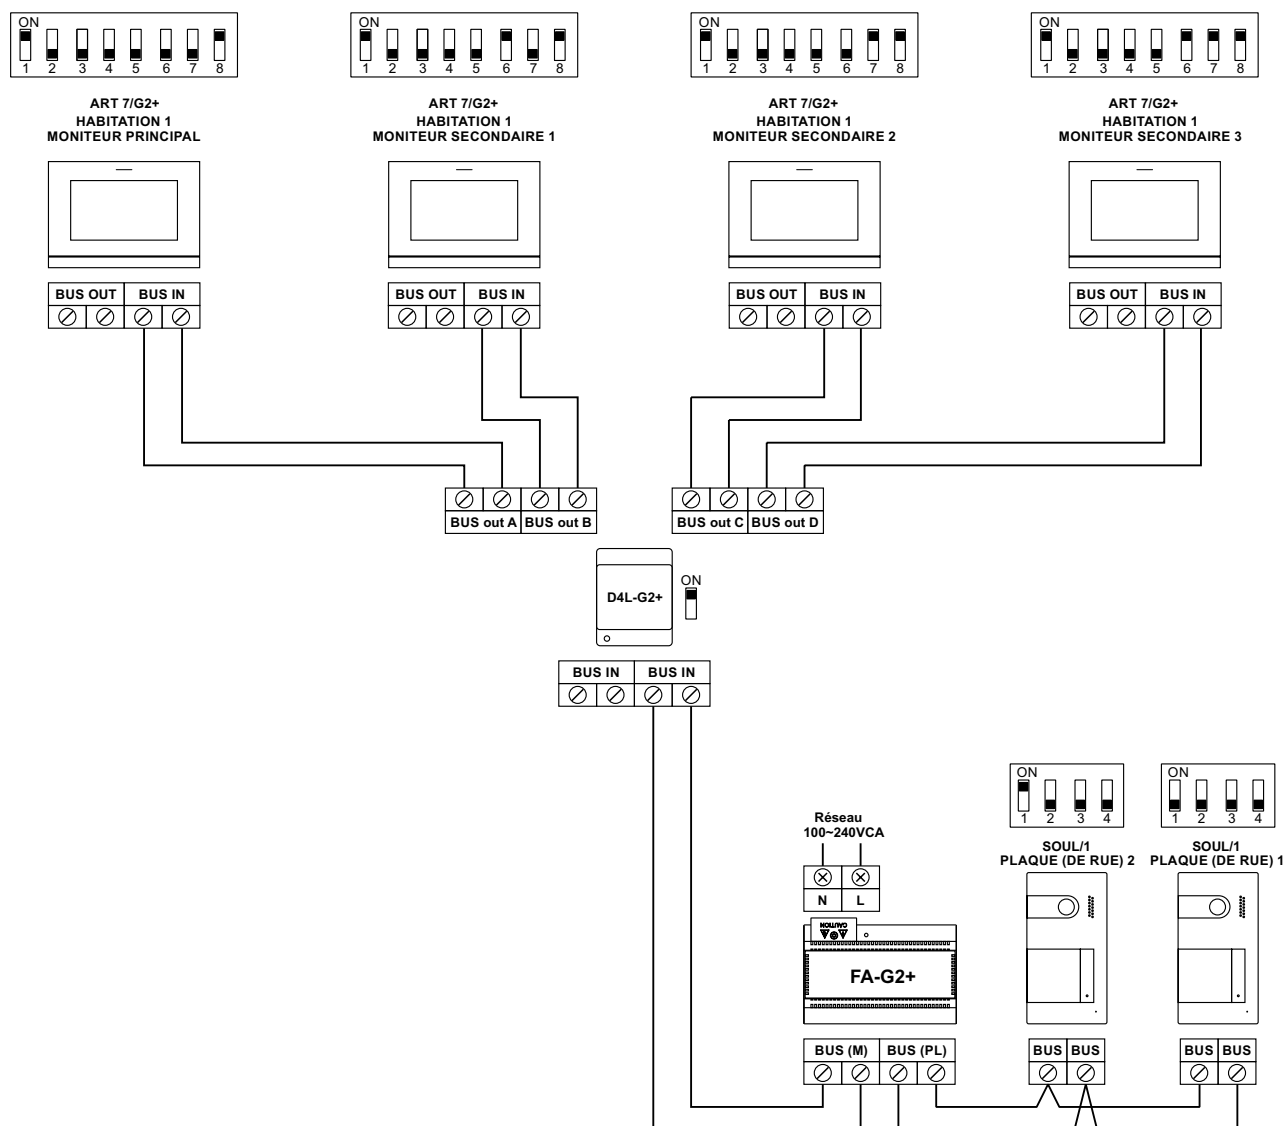 ON
1 2 3 4 5 6 7 8
ART 7/G2+
HABITATION 1
MONITEUR PRINCIPAL
BUS OUT BUS IN
ON
1 2 3 4 5 6 7 8
ART 7/G2+
HABITATION 1
MONITEUR SECONDAIRE 1
BUS OUT BUS IN
ON
1 2 3 4 5 6 7 8
ART 7/G2+
HABITATION 1
MONITEUR SECONDAIRE 2
BUS OUT BUS IN
ON
1 2 3 4 5 6 7 8
ART 7/G2+
HABITATION 1
MONITEUR SECONDAIRE 3
BUS OUT BUS IN
BUS out A BUS out B
BUS out C BUS out D
D4L-G2+
ON
BUS IN BUS IN
Réseau
100~240VCA
N L
CAUTION
FA-G2+
BUS (M) BUS (PL)
ON
1 2 3 4
SOUL/1
PLAQUE (DE RUE) 2
BUS BUS
ON
1 2 3 4
SOUL/1
PLAQUE (DE RUE) 1
BUS BUS